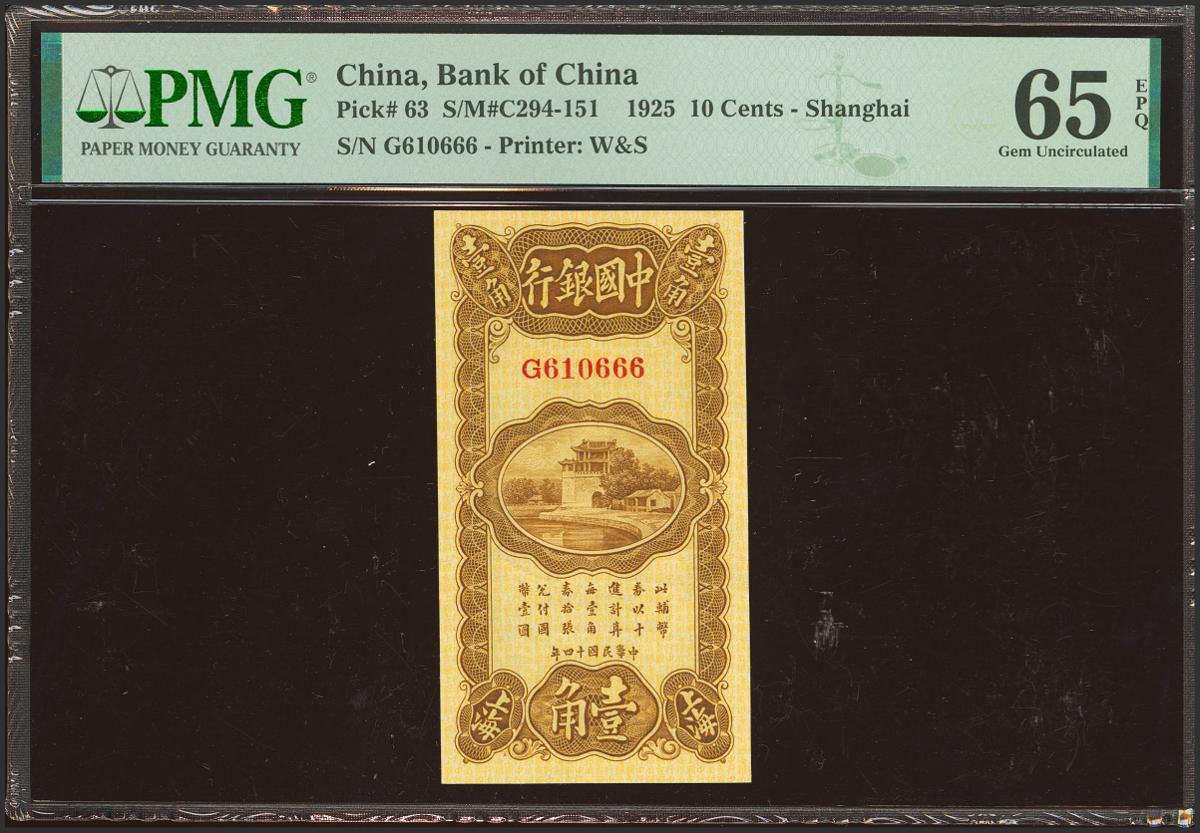 PMG®
PAPER MONEY GUARANTY
China, Bank of China
Pick# 63 S/M#C294-151 1925 10 Cents - Shanghai
S/N G610666 - Printer: W&S
65
EPQ
Gem Uncirculated
壹角
中國銀行
壹角
G610666
此輔幣
券以十
進計算
每壹角
券拾張
兌付國
幣壹圓
中華民國十四年
上海
壹角
上海